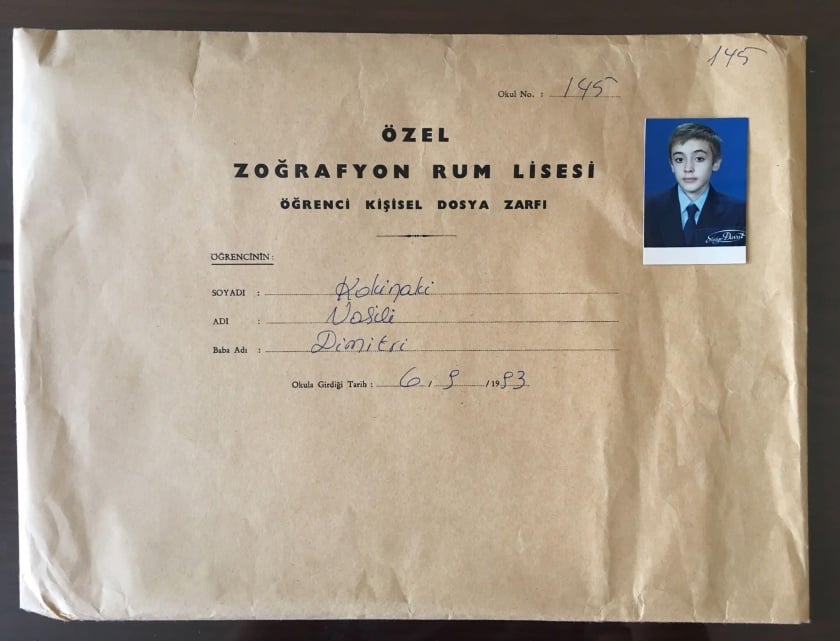 145
Okul No. : 145
ÖZEL
ZOĞRAFYON RUM LİSESİ
ÖĞRENCİ KİŞİSEL DOSYA ZARFI
ÖĞRENCİNİN:
SOYADI : Kokinaki
ADI : Vasili
Baba Adı : Dimitri
Okula Girdiği Tarih : 6.9/1993